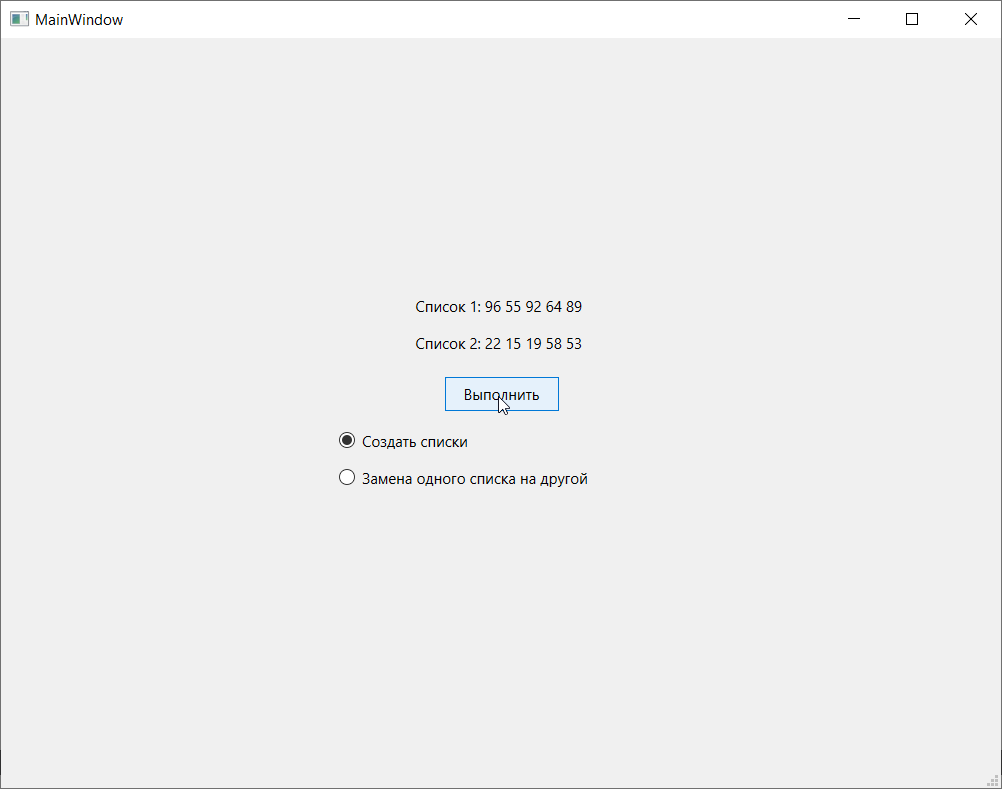 MainWindow
Список 1: 96 55 92 64 89
Список 2: 22 15 19 58 53
Выполнить
Создать списки
Замена одного списка на другой